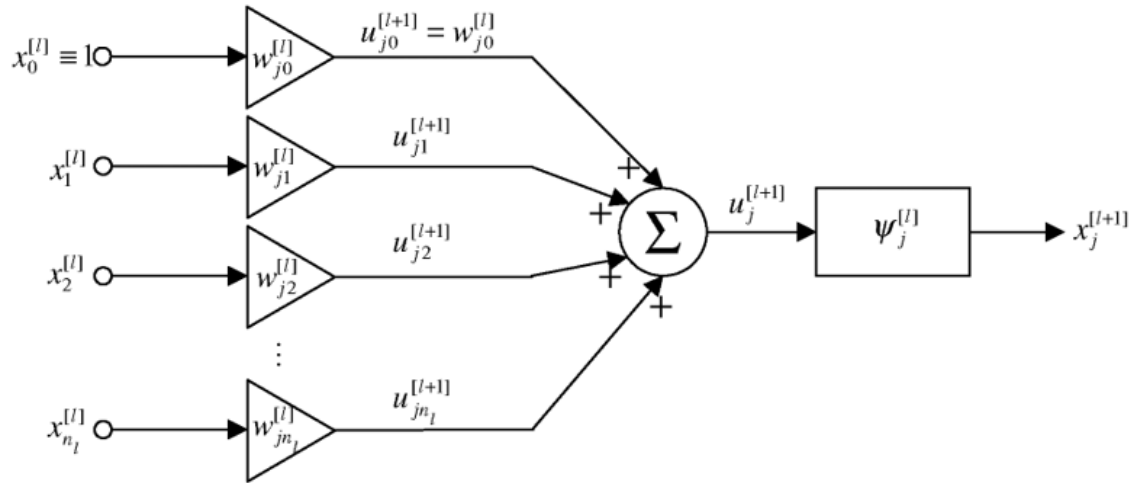 x_0^{[l]} ≡ 1 w_{j0}^{[l]} u_{j0}^{[l+1]} = w_{j0}^{[l]}
+
x_1^{[l]} w_{j1}^{[l]} u_{j1}^{[l+1]}
+
Σ u_j^{[l+1]} ψ_j^{[l]} x_j^{[l+1]}
x_2^{[l]} w_{j2}^{[l]} u_{j2}^{[l+1]}
+
+
⋮
x_{n_l}^{[l]} w_{jn_l}^{[l]} u_{jn_l}^{[l+1]}